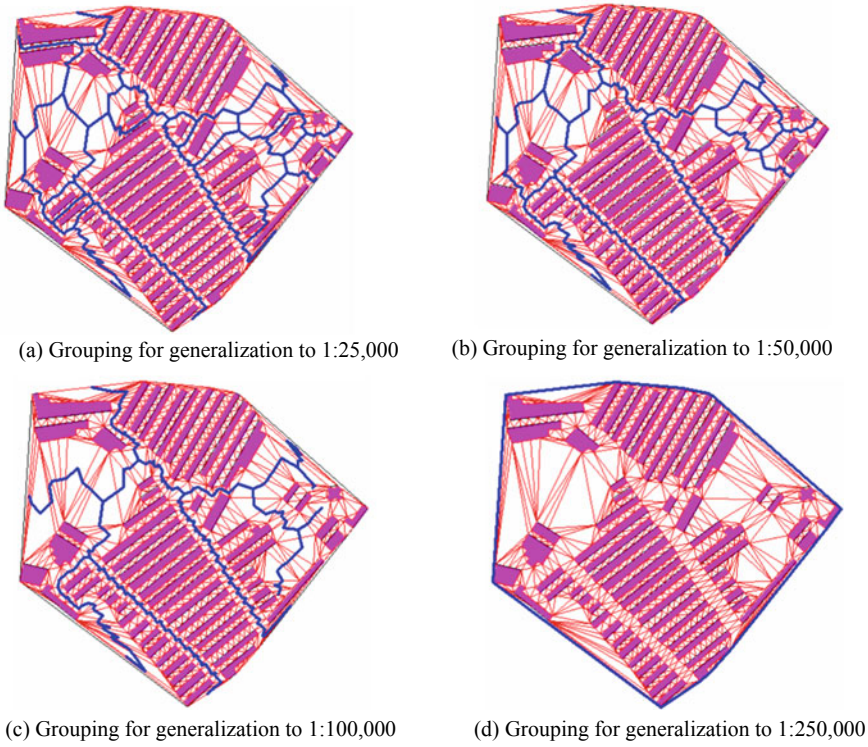 (a) Grouping for generalization to 1:25,000
(b) Grouping for generalization to 1:50,000
(c) Grouping for generalization to 1:100,000
(d) Grouping for generalization to 1:250,000